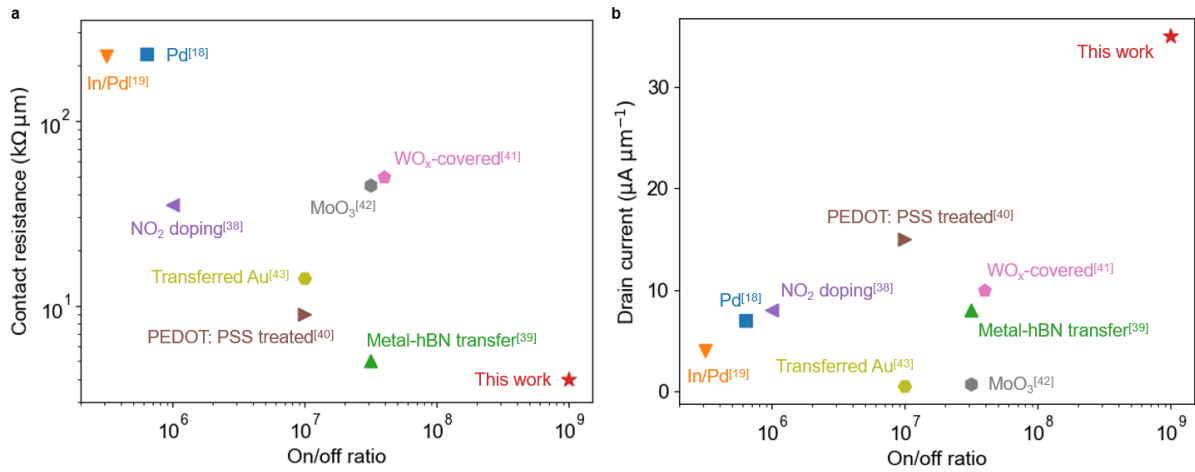 a
Contact resistance (kΩ μm)
10²
10¹
Pd[18]
In/Pd[19]
WOₓ-covered[41]
MoO₃[42]
NO₂ doping[38]
Transferred Au[43]
PEDOT: PSS treated[40]
Metal-hBN transfer[39]
This work
10⁶ 10⁷ 10⁸ 10⁹
On/off ratio
b
Drain current (μA μm⁻¹)
30
20
10
0
This work
PEDOT: PSS treated[40]
WOₓ-covered[41]
NO₂ doping[38]
Pd[18]
Metal-hBN transfer[39]
Transferred Au[43]
In/Pd[19]
MoO₃[42]
10⁶ 10⁷ 10⁸ 10⁹
On/off ratio